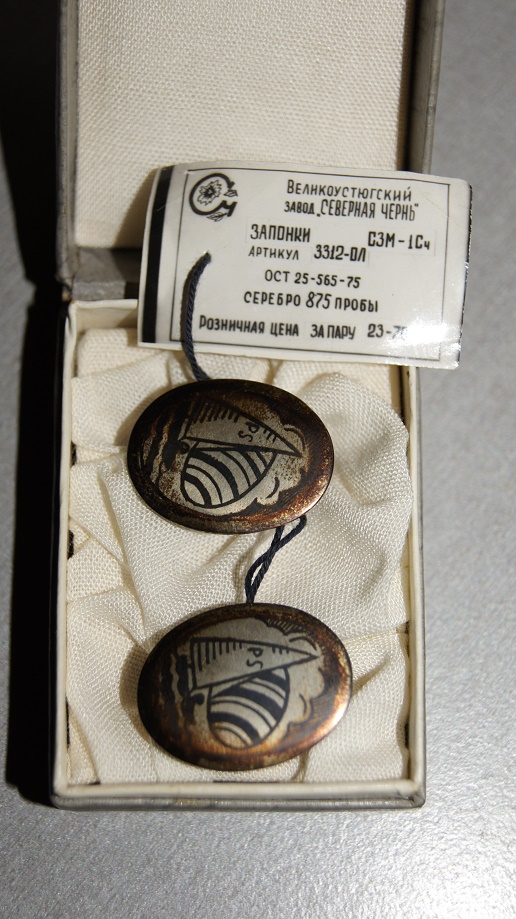 ВЕЛИКОУСТЮГСКИЙ
ЗАВОД „СЕВЕРНАЯ ЧЕРНЬ"
ЗАПОНКИ СЗМ-1Сч
АРТИКУЛ 3312-ОЛ
ОСТ 25-565-75
СЕРЕБРО 875 ПРОБЫ
РОЗНИЧНАЯ ЦЕНА ЗА ПАРУ 23-